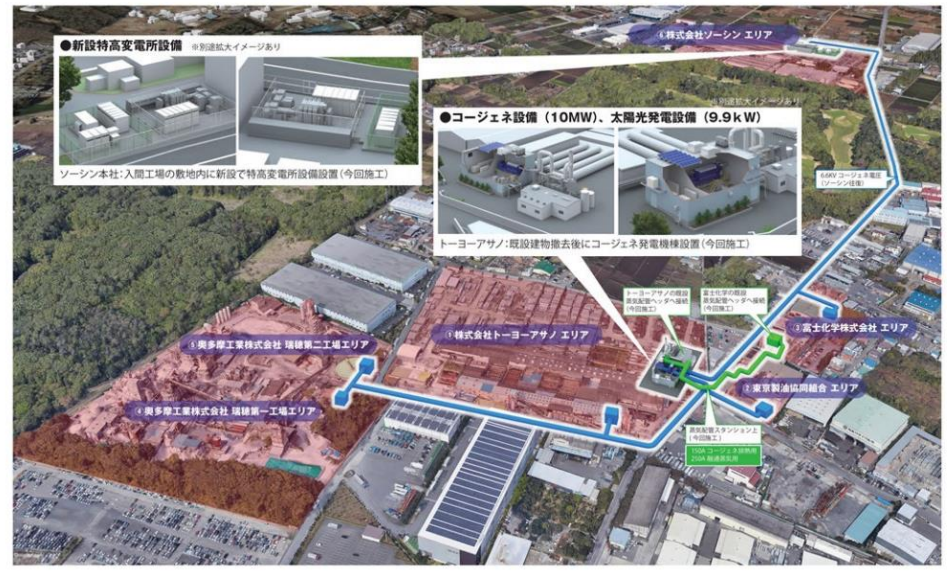 ●新設特高変電所設備 ※別途拡大イメージあり
ソーシン本社:入間工場の敷地内に新設で特高変電所設備設置(今回施工)
⑥株式会社ソーシン エリア
※別途拡大イメージあり
●コージェネ設備(10MW)、太陽光発電設備(9.9kW)
トーヨーアサノ:既設建物撤去後にコージェネ発電機棟設置(今回施工)
6.6KV コージェネ電圧
(ソーシン往復)
トーヨーアサノの既設
蒸気配管ヘッダへ接続
(今回施工)
富士化学の既設
蒸気配管ヘッダへ接続
(今回施工)
①株式会社トーヨーアサノ エリア
③富士化学株式会社 エリア
⑤奥多摩工業株式会社 瑞穂第二工場エリア
②東京製油協同組合 エリア
④奥多摩工業株式会社 瑞穂第一工場エリア
蒸気配管スタンション上
(今回施工)
150A コージェネ排熱用
250A 融通蒸気用